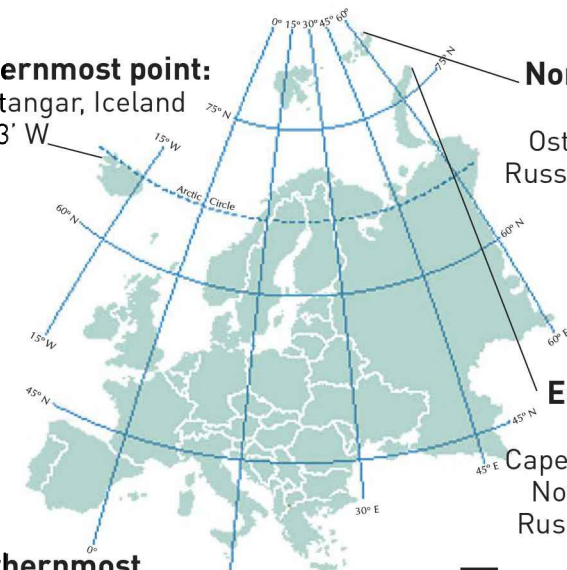 0° 15° 30° 45° 60°
75° N
ernmost point:
tangar, Iceland
3' W
Nor
Ost
Russ
75° N
15° W
Arctic Circle
60° N
60° N
15° W
60° E
45° N
E
45° N
Cape
No
Rus
45° E
30° E
0°
hernmost